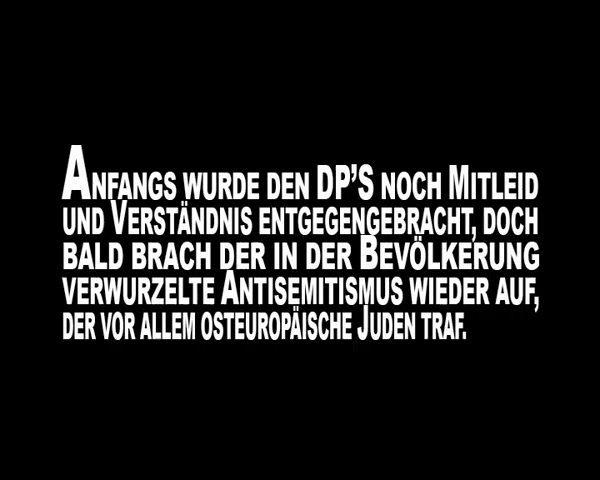 Anfangs wurde den DP'S noch Mitleid
und Verständnis entgegengebracht, doch
bald brach der in der Bevölkerung
verwurzelte Antisemitismus wieder auf,
der vor allem osteuropäische Juden traf.